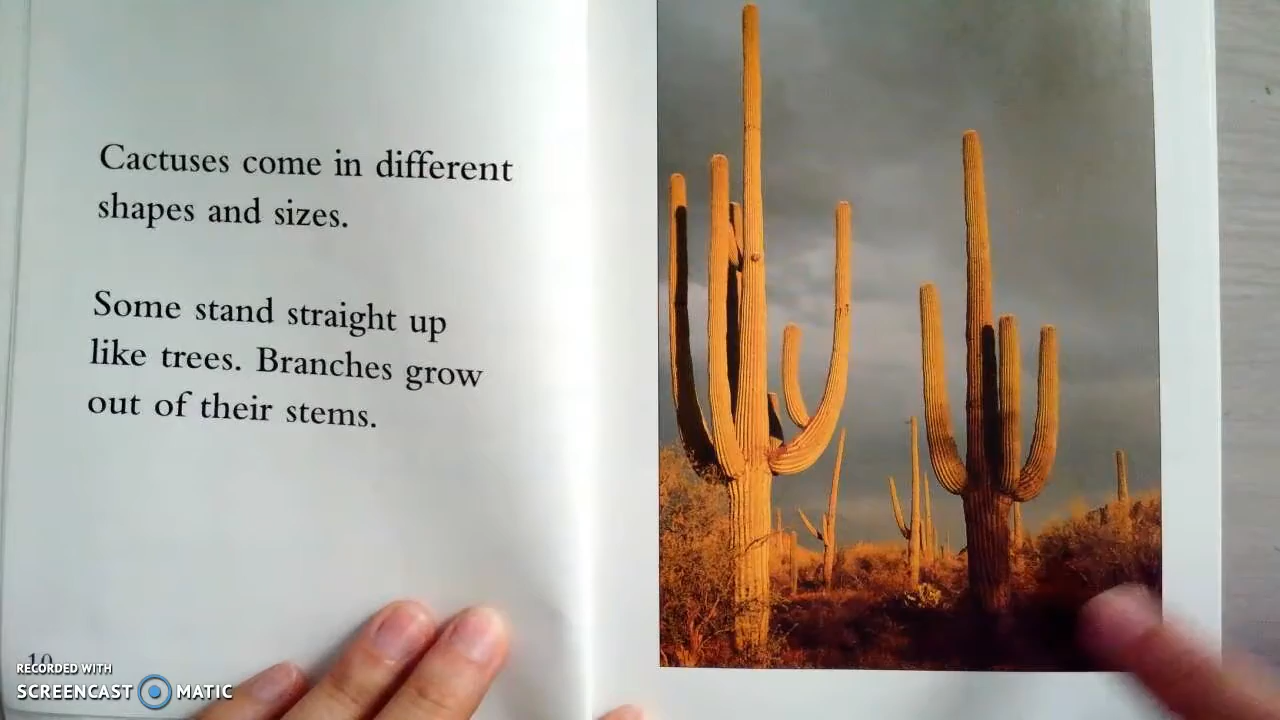 Cactuses come in different
shapes and sizes.
Some stand straight up
like trees. Branches grow
out of their stems.
10
RECORDED WITH
SCREENCAST MATIC